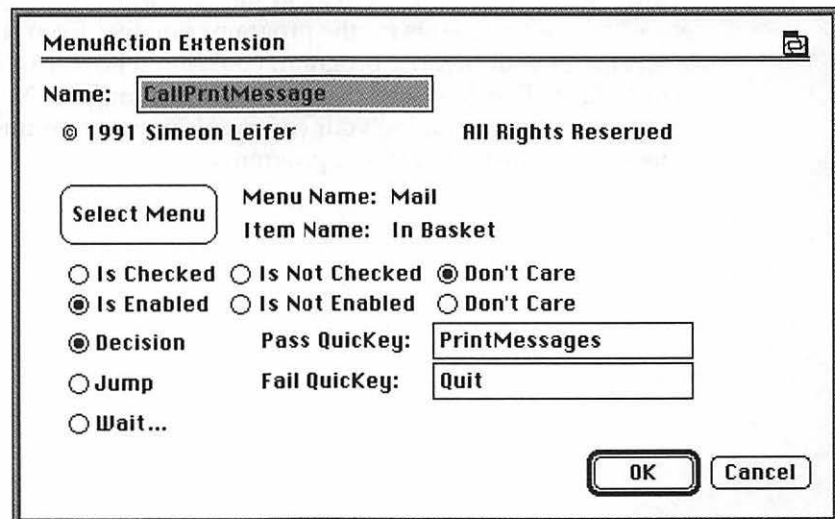 MenuAction Extension
Name: CallPrntMessage
© 1991 Simeon Leifer All Rights Reserved
Select Menu
Menu Name: Mail
Item Name: In Basket
Is Checked Is Not Checked Don't Care
Is Enabled Is Not Enabled Don't Care
Decision Pass QuicKey: PrintMessages
Jump Fail QuicKey: Quit
Wait...
OK Cancel